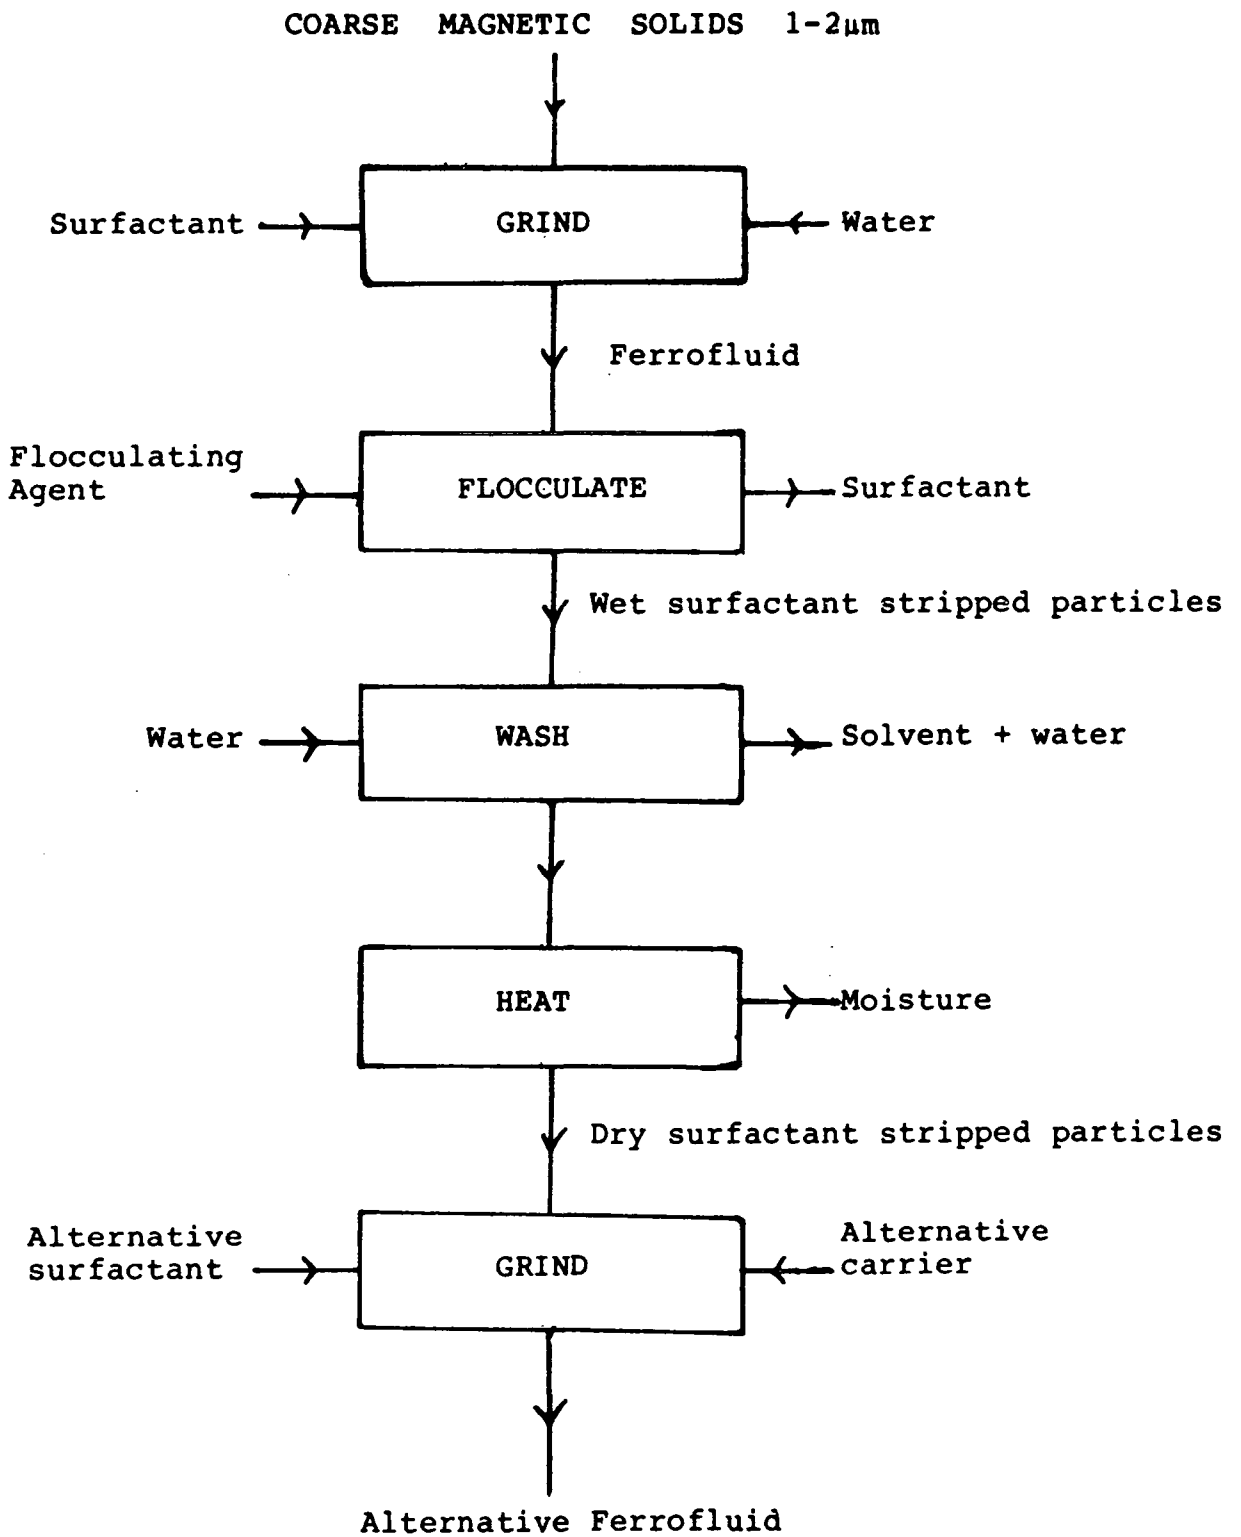 COARSE MAGNETIC SOLIDS 1-2µm
Surfactant
GRIND
Water
Ferrofluid
Flocculating
Agent
FLOCCULATE
Surfactant
Wet surfactant stripped particles
Water
WASH
Solvent + water
HEAT
Moisture
Dry surfactant stripped particles
Alternative
surfactant
GRIND
Alternative
carrier
Alternative Ferrofluid